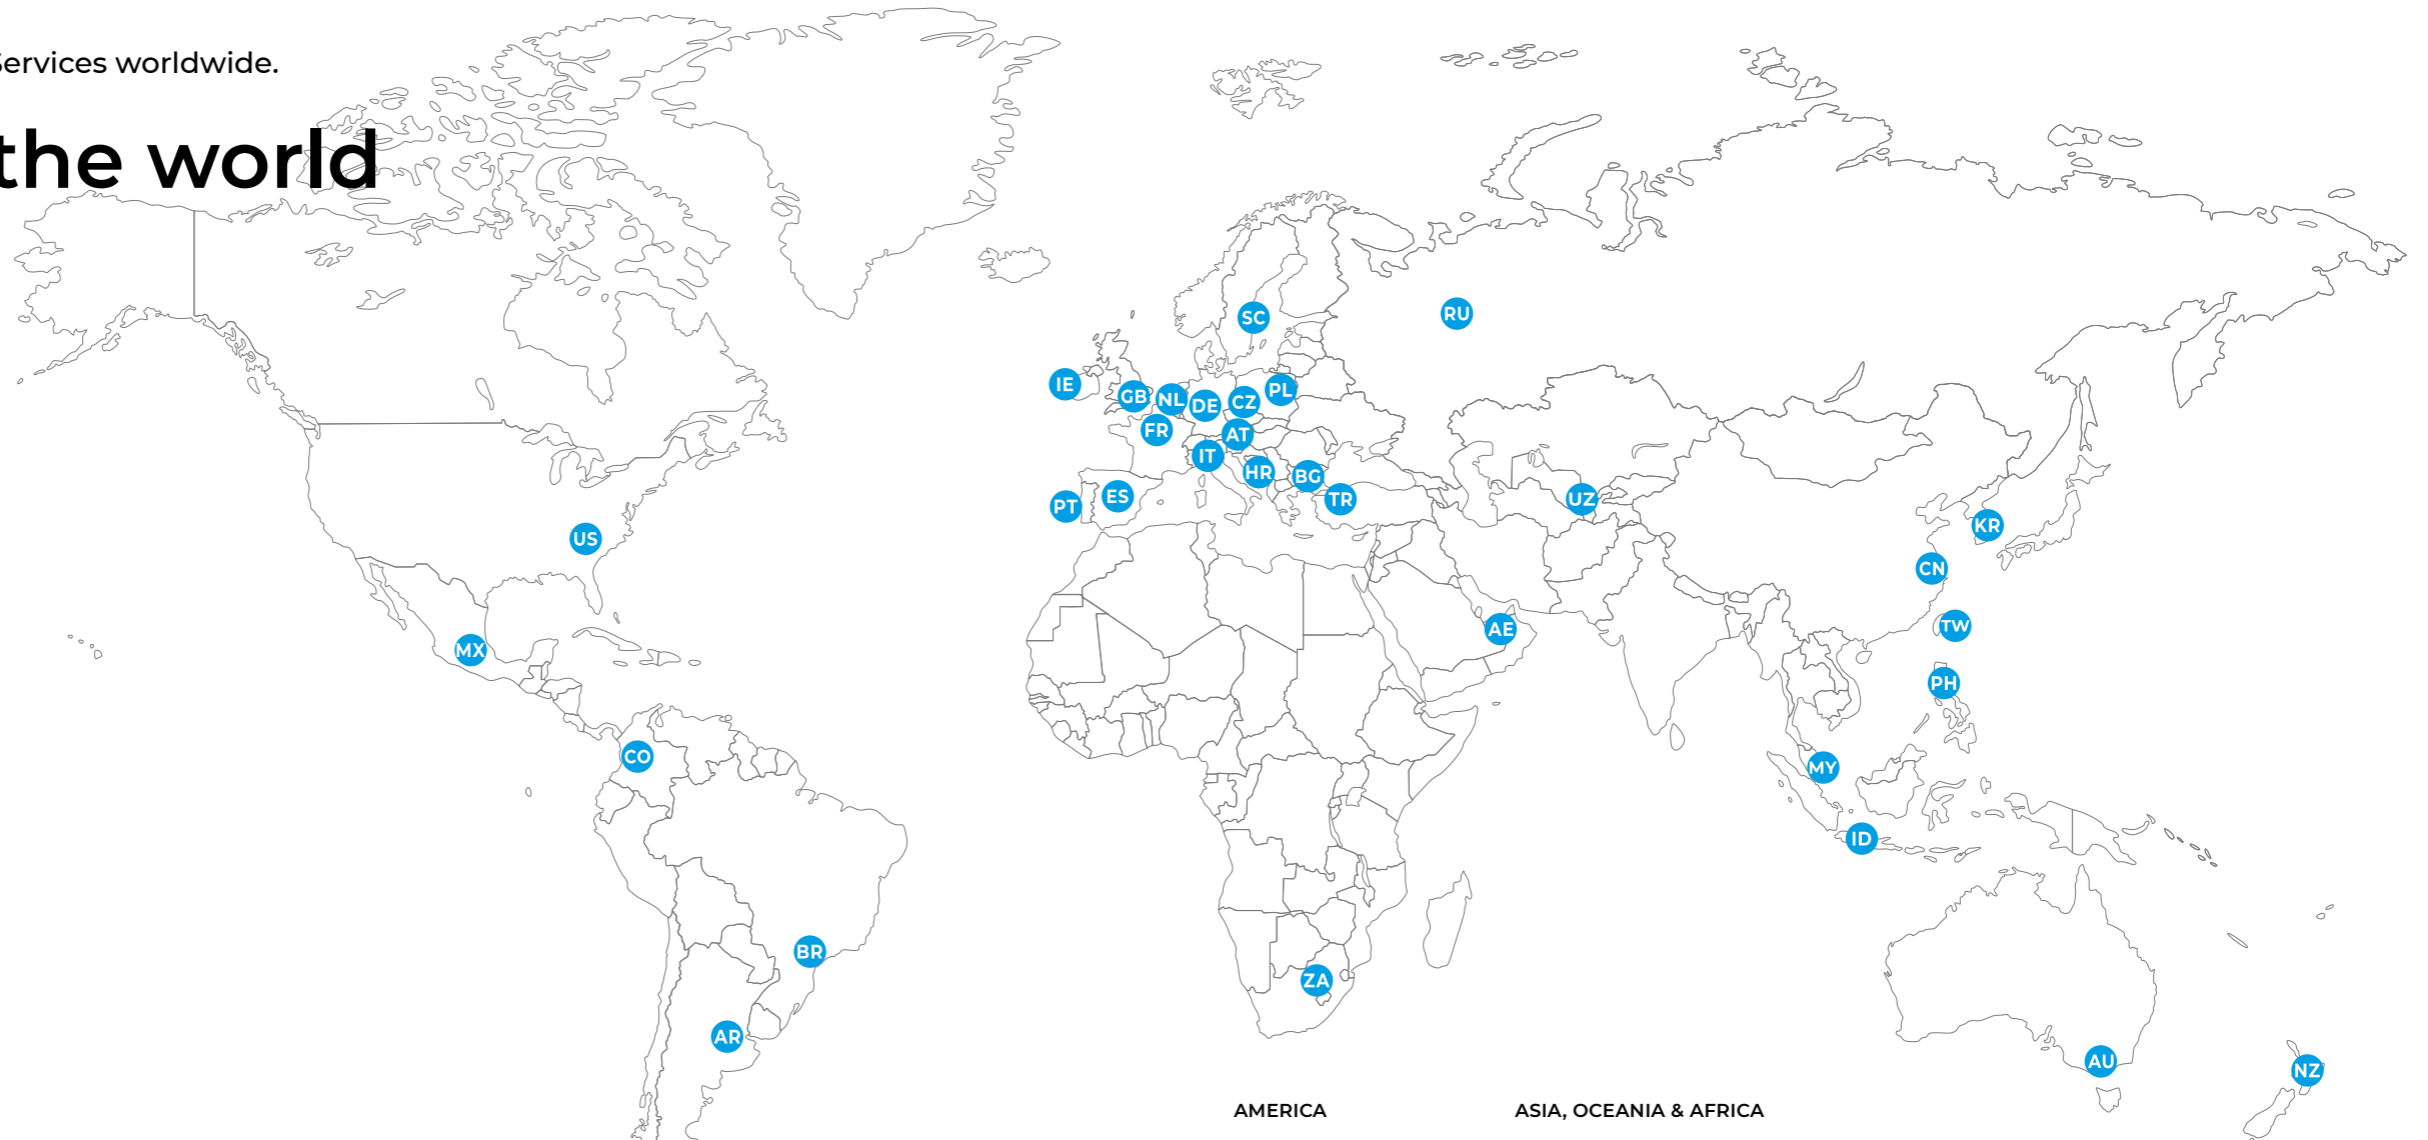 Services worldwide.
the world
SC
RU
IE
GB
NL
DE
CZ
PL
FR
AT
IT
HR
BG
PT
ES
TR
UZ
US
KR
CN
MX
AE
TW
PH
CO
MY
ID
BR
ZA
AR
AU
NZ
AMERICA
ASIA, OCEANIA & AFRICA